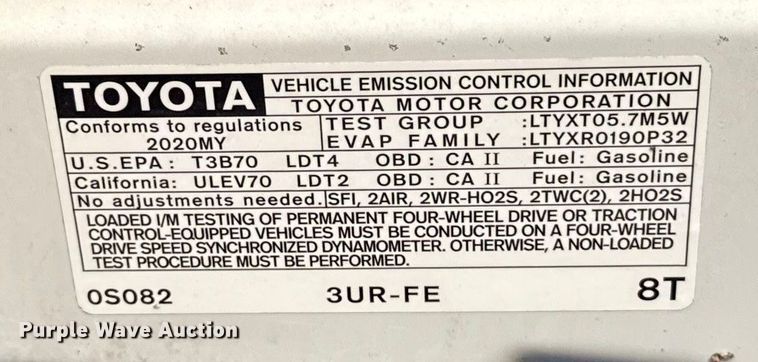 TOYOTA VEHICLE EMISSION CONTROL INFORMATION
TOYOTA MOTOR CORPORATION
Conforms to regulations TEST GROUP :LTYXT05.7M5W
2020MY EVAP FAMILY :LTYXR0190P32
U.S.EPA: T3B70 LDT4 OBD: CA II Fuel: Gasoline
California: ULEV70 LDT2 OBD: CA II Fuel: Gasoline
No adjustments needed. SFI, 2AIR, 2WR-HO2S, 2TWC(2), 2HO2S
LOADED I/M TESTING OF PERMANENT FOUR-WHEEL DRIVE OR TRACTION
CONTROL-EQUIPPED VEHICLES MUST BE CONDUCTED ON A FOUR-WHEEL
DRIVE SPEED SYNCHRONIZED DYNAMOMETER. OTHERWISE, A NON-LOADED
TEST PROCEDURE MUST BE PERFORMED.
0S082 3UR-FE 8T
Purple Wave Auction